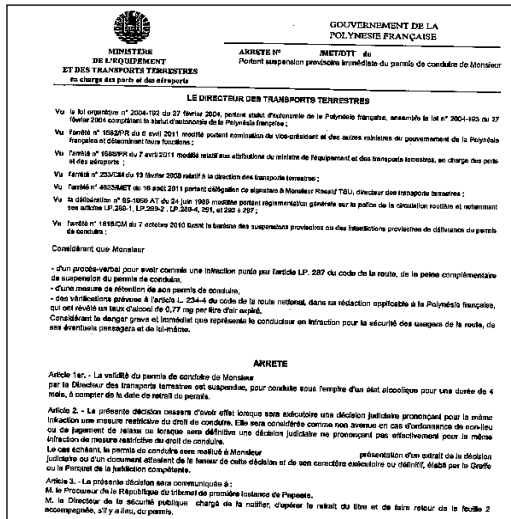 GOUVERNEMENT DE LA
POLYNESIE FRANÇAISE
MINISTERE
DE L'EQUIPEMENT
ET DES TRANSPORTS TERRESTRES
en charge des ports et des aéroports
ARRETE N° /MET/DTT du
Portant suspension provisoire immédiate du permis de conduire de Monsieur
LE DIRECTEUR DES TRANSPORTS TERRESTRES
Vu la loi organique n° 2004-192 du 27 février 2004, portant statut d'autonomie de la Polynésie française, ensemble la loi n° 2004-193 du 27
février 2004 complétant le statut d'autonomie de la Polynésie française ;
Vu l'arrêté n° 1592/PR du 6 avril 2011 modifié portant nomination du vice-président et des autres ministres du gouvernement de la Polynésie
française et déterminant leurs fonctions ;
Vu l'arrêté n° 1588/PR du 7 avril 2011 modifié relatif aux attributions du ministre de l'équipement et des transports terrestres, en charge des ports
et des aéroports ;
Vu l'arrêté n° 233/CM du 13 février 2008 relatif à la direction des transports terrestres ;
Vu l'arrêté n° 4623/MET du 16 août 2011 portant délégation de signature à Monsieur Roald TSU, directeur des transports terrestres ;
Vu la délibération n° 85-1050 AT du 24 juin 1985 modifiée portant réglementation générale sur la police de la circulation routière et notamment
ses articles LP.289-1, LP.289-2, LP.289-4, 291, et 293 à 297 ;
Vu l'arrêté n° 1818/CM du 7 octobre 2010 fixant le barème des suspensions provisoires ou des interdictions provisoires de délivrance du permis
de conduire ;
Considérant que Monsieur
- d'un procès-verbal pour avoir commis une infraction punie par l'article LP. 287 du code de la route, de la peine complémentaire
de suspension du permis de conduire,
- d'une mesure de rétention de son permis de conduire,
- des vérifications prévues à l'article L. 234-4 du code de la route national, dans sa rédaction applicable à la Polynésie française,
qui ont révélé un taux d'alcool de 0,77 mg par litre d'air expiré.
Considérant le danger grave et immédiat que représente le conducteur en infraction pour la sécurité des usagers de la route, de
ses éventuels passagers et de lui-même.
ARRETE
Article 1er. - La validité du permis de conduire de Monsieur
par le Directeur des transports terrestres est suspendue, pour conduite sous l'empire d'un état alcoolique pour une durée de 4
mois, à compter de la date de retrait du permis.
Article 2. - La présente décision cessera d'avoir effet lorsque sera exécutoire une décision judiciaire prononçant pour la même
infraction une mesure restrictive du droit de conduire. Elle sera considérée comme non avenue en cas d'ordonnance de non-lieu
ou de jugement de relaxe ou lorsque sera définitive une décision judiciaire ne prononçant pas effectivement pour la même
infraction de mesure restrictive du droit de conduire.
Le cas échéant, le permis de conduire sera restitué à Monsieur présentation d'un extrait de la décision
judiciaire ou d'un document attestant de la teneur de cette décision et de son caractère exécutoire ou définitif, établi par le Greffe
ou le Parquet de la juridiction compétente.
Article 3. - La présente décision sera communiquée à :
M. le Procureur de la République du tribunal de première instance de Papeete.
M. le Directeur de la sécurité publique chargé de la notifier, d'opérer le retrait du titre et de faire retour de la feuille 2
accompagnée, s'il y a lieu, du permis.